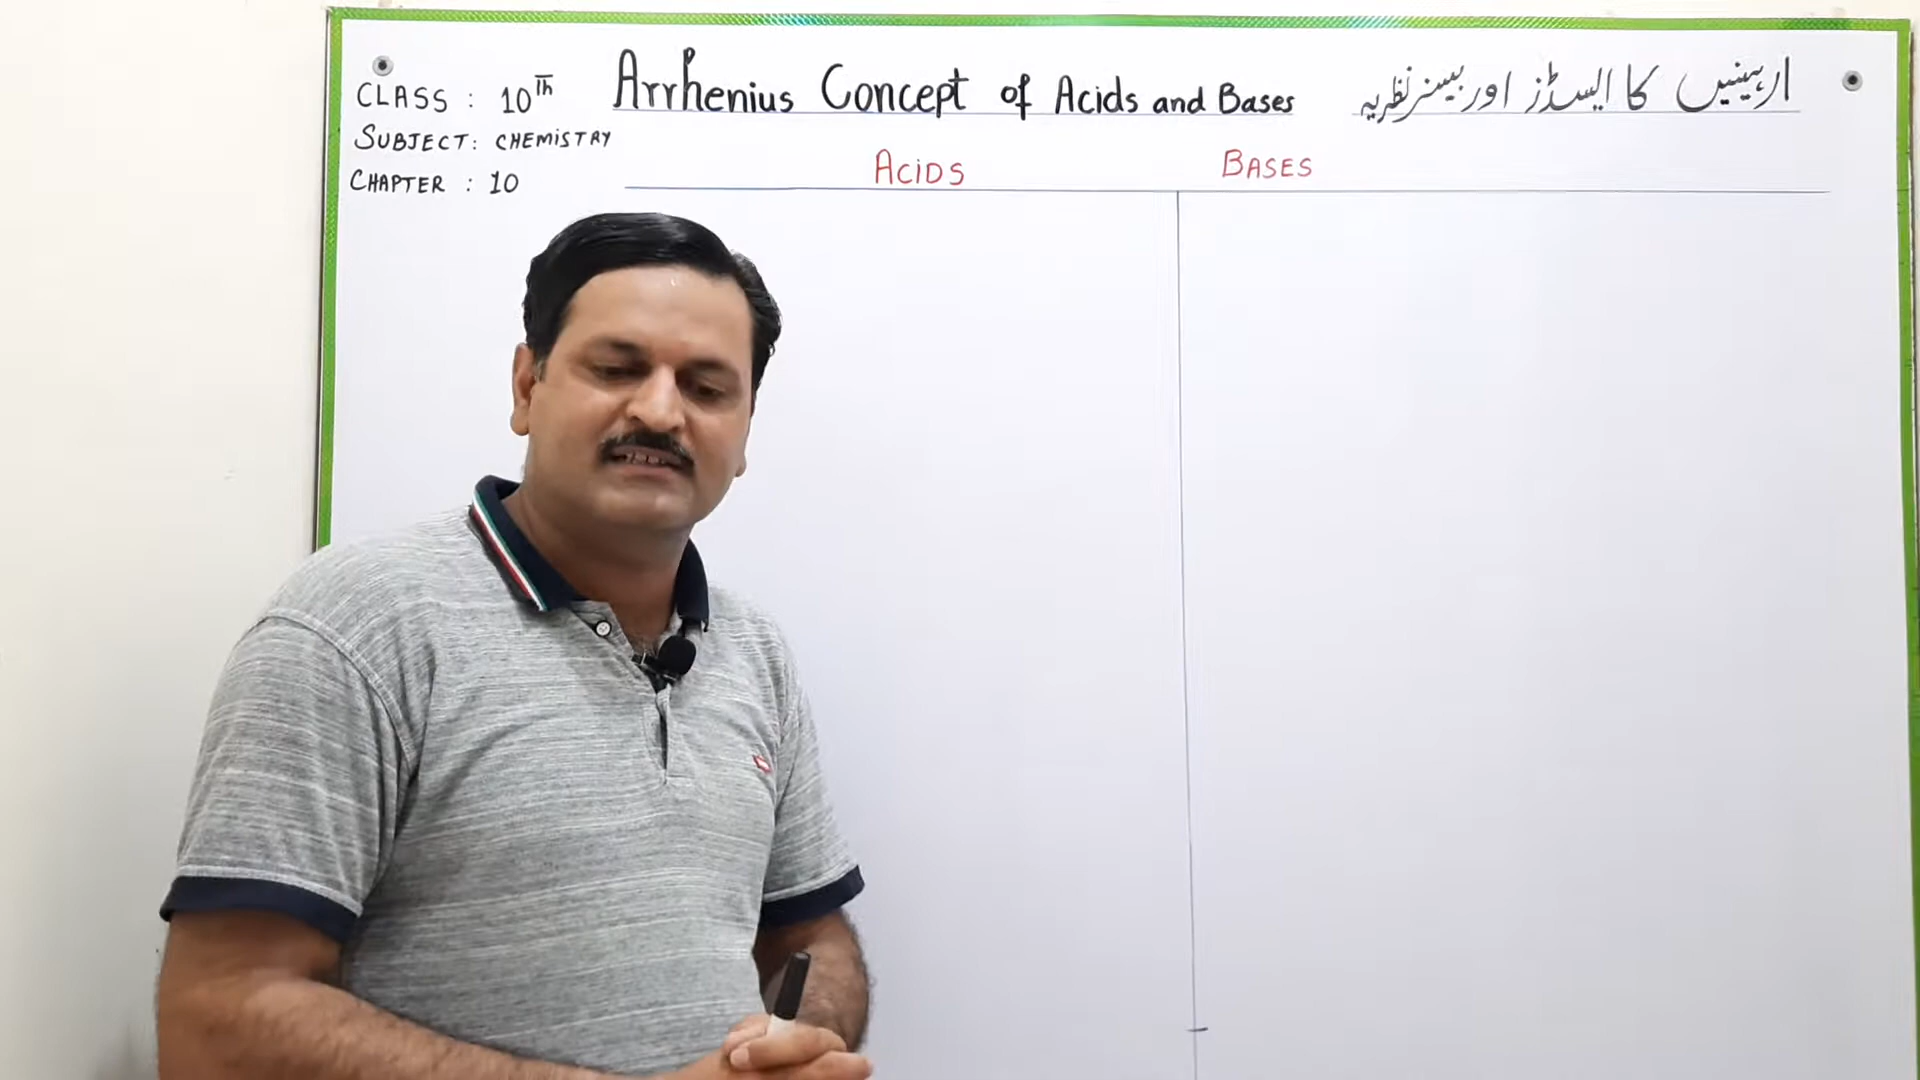 CLASS : 10th Arrhenius Concept of Acids and Bases ارہینیس کا ایسڈز اور بیسز نظریہ
SUBJECT: CHEMISTRY
CHAPTER : 10
ACIDS BASES